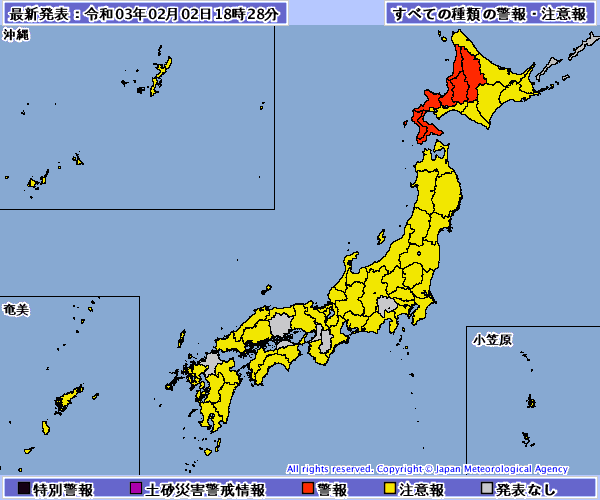 最新発表：令和03年02月02日18時28分
すべての種類の警報・注意報
沖縄
奄美
小笠原
All rights reserved. Copyright © Japan Meteorological Agency
特別警報 土砂災害警戒情報 警報 注意報 発表なし